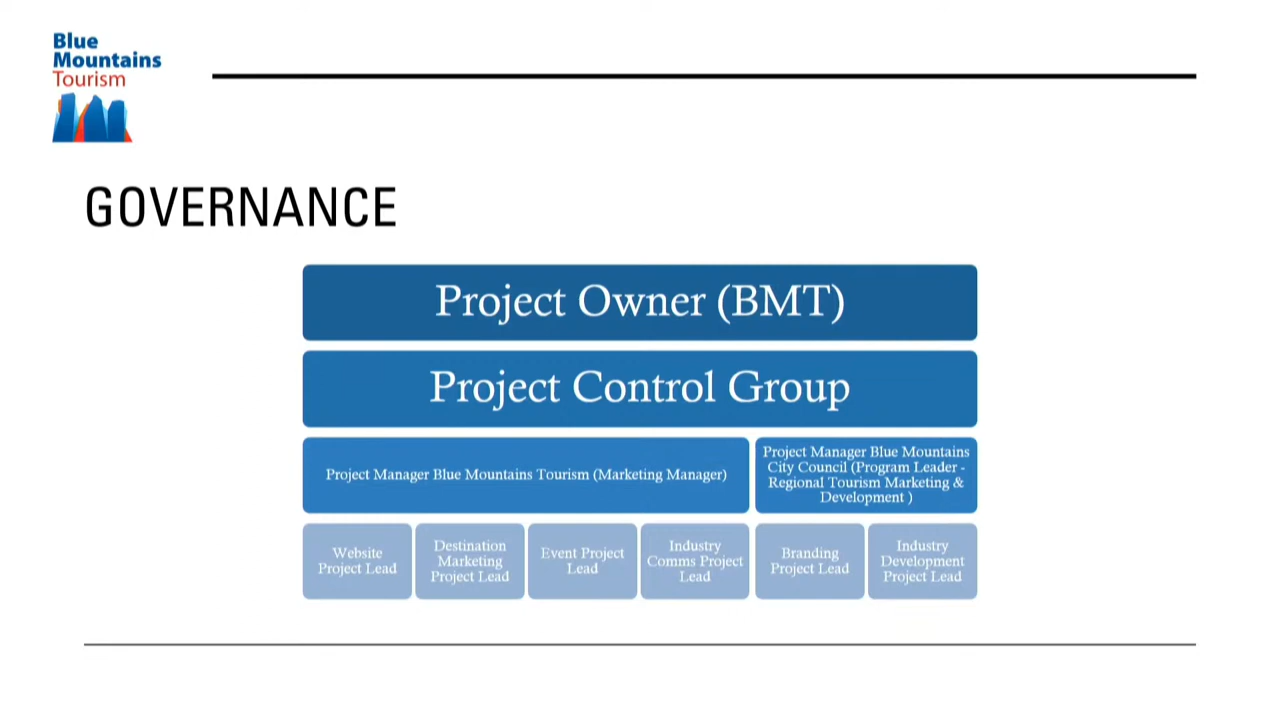 Blue
Mountains
Tourism
GOVERNANCE
Project Owner (BMT)
Project Control Group
Project Manager Blue Mountains Tourism (Marketing Manager)
Project Manager Blue Mountains
City Council (Program Leader -
Regional Tourism Marketing &
Development )
Website
Project Lead
Destination
Marketing
Project Lead
Event Project
Lead
Industry
Comms Project
Lead
Branding
Project Lead
Industry
Development
Project Lead